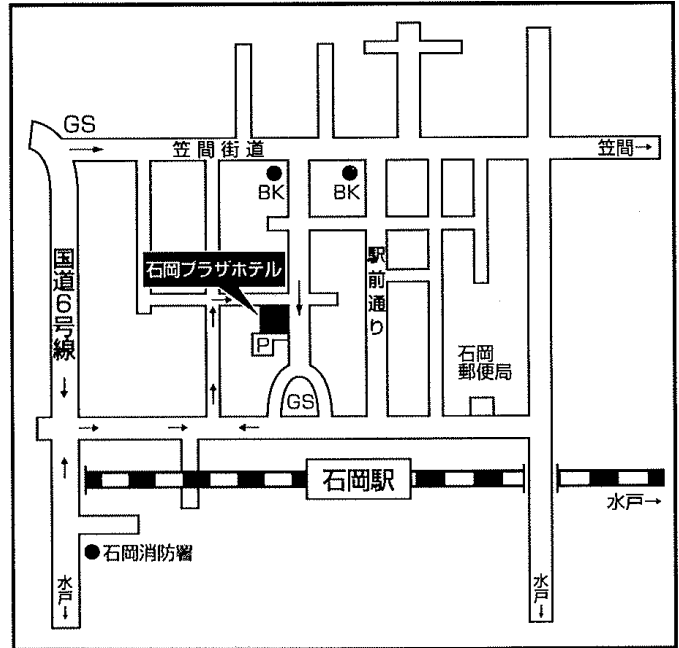 GS
笠間街道
笠間→
BK
BK
石岡プラザホテル
国道6号線
駅前通り
P
石岡
郵便局
GS
石岡駅
水戸→
石岡消防署
水戸→
水戸→